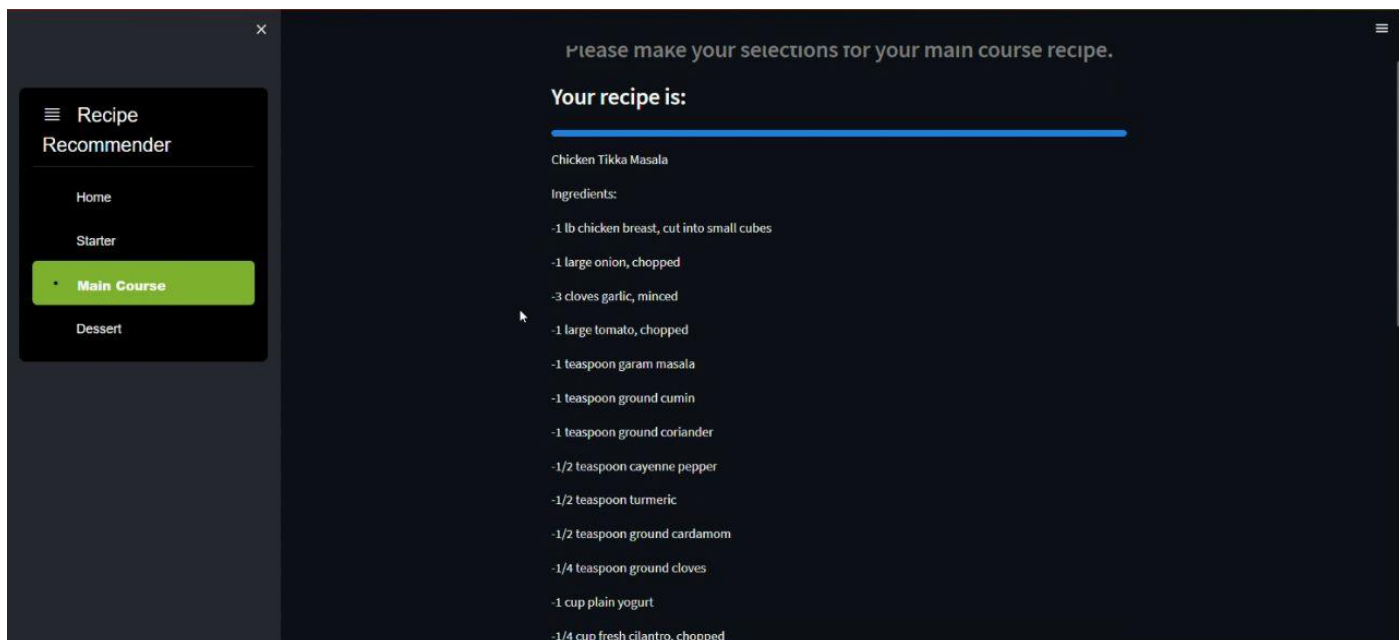 Recipe
Recommender
Home
Starter
Main Course
Dessert
Please make your selections for your main course recipe.
Your recipe is:
Chicken Tikka Masala
Ingredients:
-1 lb chicken breast, cut into small cubes
-1 large onion, chopped
-3 cloves garlic, minced
-1 large tomato, chopped
-1 teaspoon garam masala
-1 teaspoon ground cumin
-1 teaspoon ground coriander
-1/2 teaspoon cayenne pepper
-1/2 teaspoon turmeric
-1/2 teaspoon ground cardamom
-1/4 teaspoon ground cloves
-1 cup plain yogurt
-1/4 cup fresh cilantro, chopped